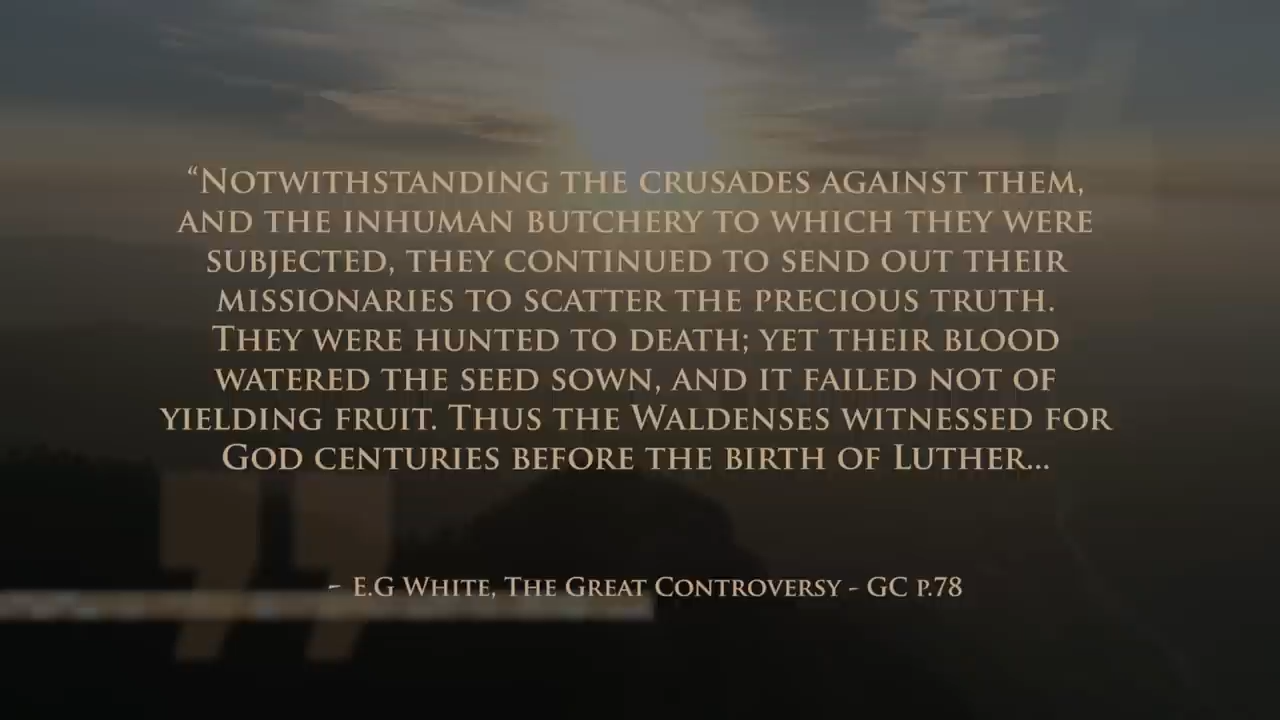 “Notwithstanding the crusades against them,
and the inhuman butchery to which they were
subjected, they continued to send out their
missionaries to scatter the precious truth.
They were hunted to death; yet their blood
watered the seed sown, and it failed not of
yielding fruit. Thus the Waldenses witnessed for
God centuries before the birth of Luther...
- E.G White, The Great Controversy - GC p.78